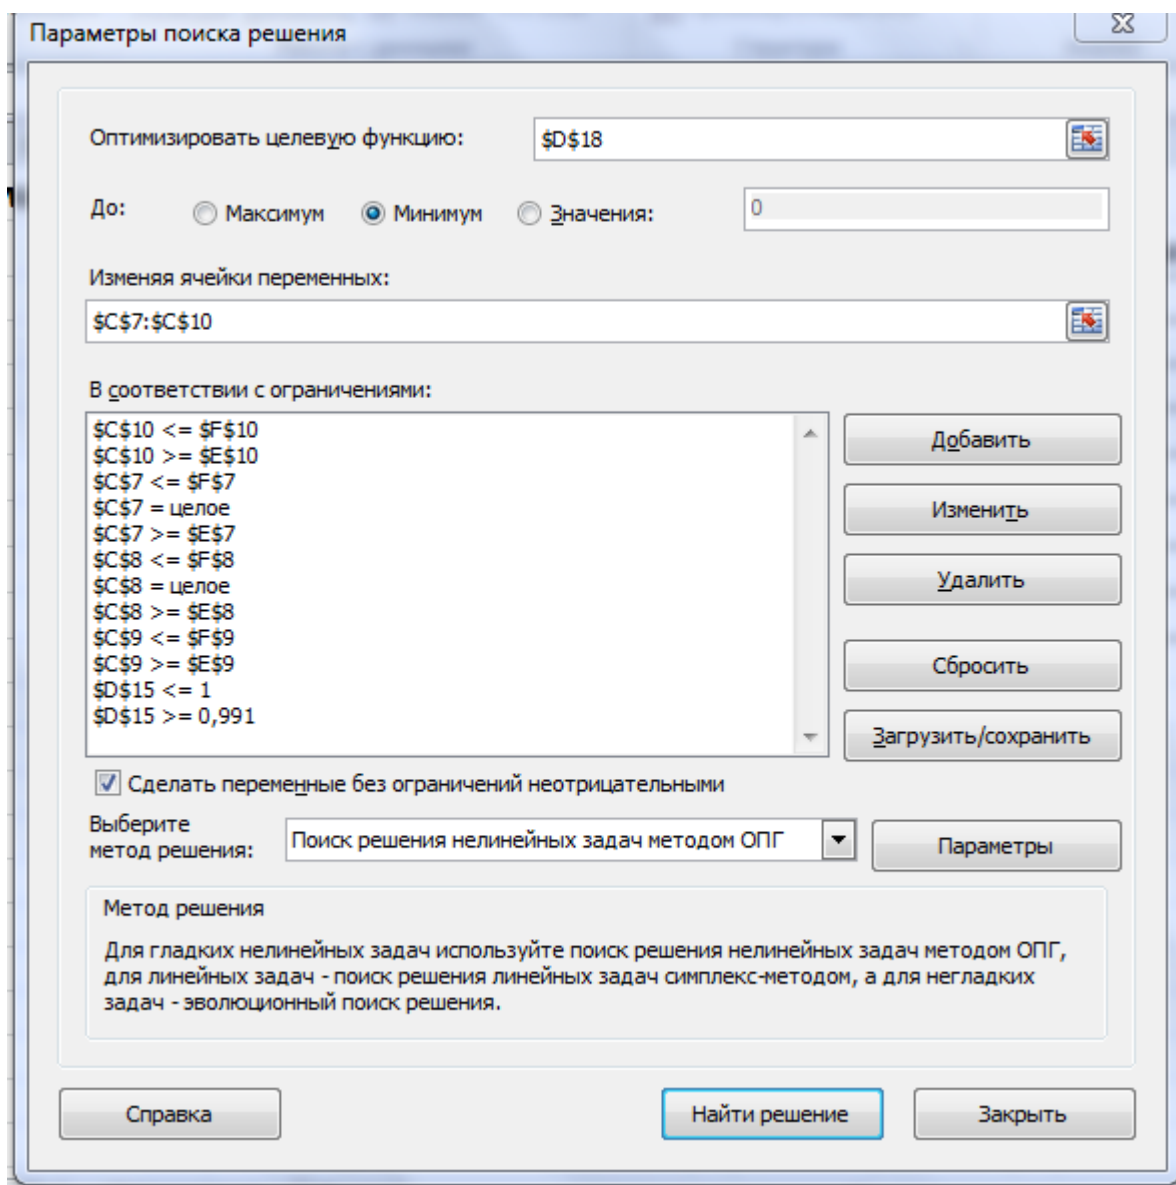 Параметры поиска решения
Оптимизировать целевую функцию:
$D$18
До:
Максимум
Минимум
Значения:
0
Изменяя ячейки переменных:
$C$7:$C$10
В соответствии с ограничениями:
$C$10 <= $F$10
$C$10 >= $E$10
$C$7 <= $F$7
$C$7 = целое
$C$7 >= $E$7
$C$8 <= $F$8
$C$8 = целое
$C$8 >= $E$8
$C$9 <= $F$9
$C$9 >= $E$9
$D$15 <= 1
$D$15 >= 0,991
Добавить
Изменить
Удалить
Сбросить
Загрузить/сохранить
Сделать переменные без ограничений неотрицательными
Выберите
метод решения:
Поиск решения нелинейных задач методом ОПГ
Параметры
Метод решения
Для гладких нелинейных задач используйте поиск решения нелинейных задач методом ОПГ,
для линейных задач - поиск решения линейных задач симплекс-методом, а для негладких
задач - эволюционный поиск решения.
Справка
Найти решение
Закрыть